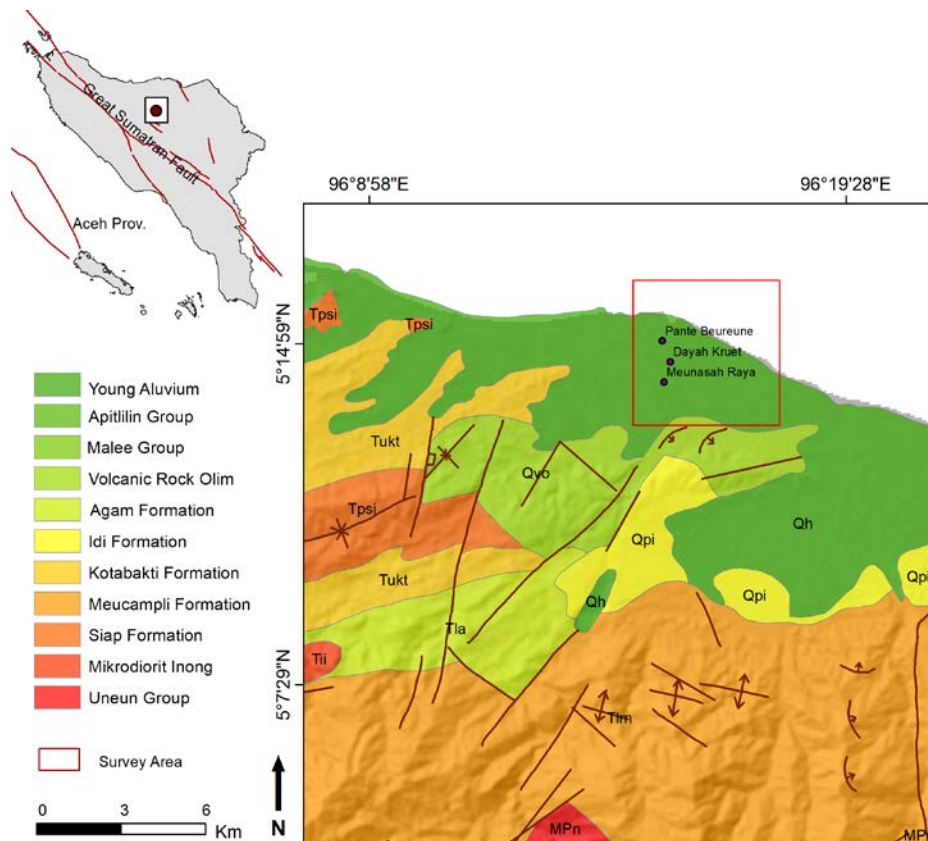 Great Sumatran Fault
Aceh Prov.
96°8'58"E
96°19'28"E
5°14'59"N
5°7'29"N
Tpsi
Tpsi
Pante Beureune
Dayah Kruet
Meunasah Raya
Tukt
Qvo
Tpsi
Qh
Qpi
Tukt
Qpi
Qpi
Qh
Tla
Tii
Tlm
MPn
Young Aluvium
Apitlilin Group
Malee Group
Volcanic Rock Olim
Agam Formation
Idi Formation
Kotabakti Formation
Meucampli Formation
Siap Formation
Mikrodiorit Inong
Uneun Group
Survey Area
0 3 6
Km
N